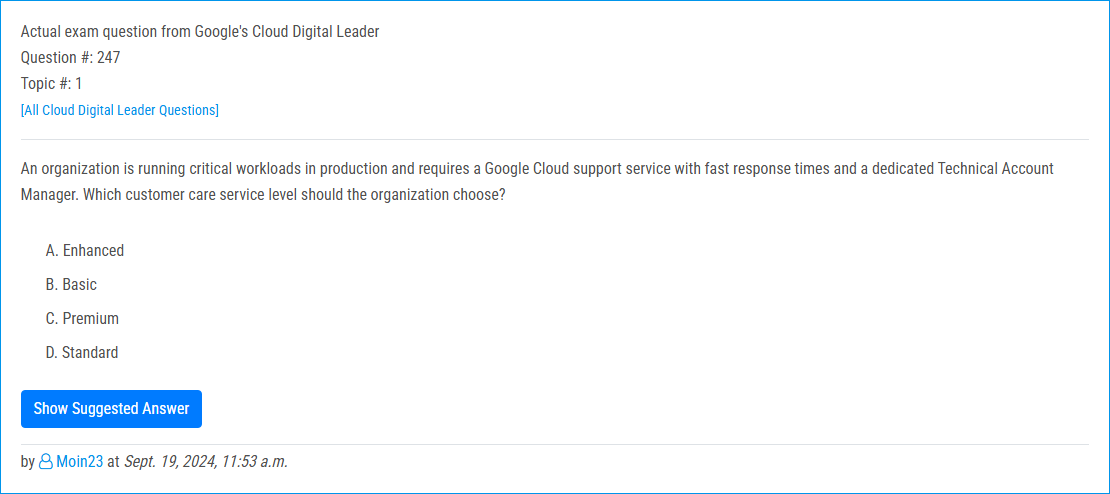 Actual exam question from Google's Cloud Digital Leader
Question #: 247
Topic #: 1
[All Cloud Digital Leader Questions]
An organization is running critical workloads in production and requires a Google Cloud support service with fast response times and a dedicated Technical Account
Manager. Which customer care service level should the organization choose?
A. Enhanced
B. Basic
C. Premium
D. Standard
Show Suggested Answer
by Moin23 at Sept. 19, 2024, 11:53 a.m.